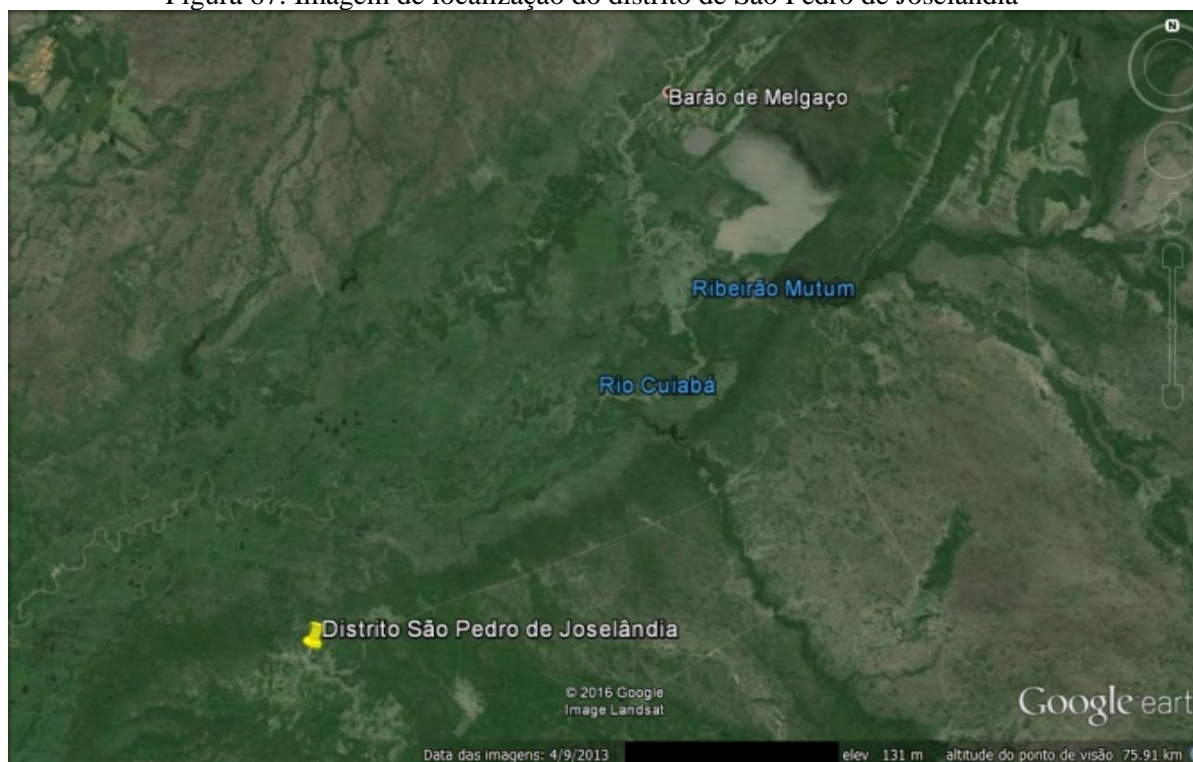 N
Barão de Melgaço
Ribeirão Mutum
Rio Cuiabá
Distrito São Pedro de Joselândia
© 2016 Google
Image Landsat
Google eart
Data das imagens: 4/9/2013 elev 131 m altitude do ponto de visão 75.91 km